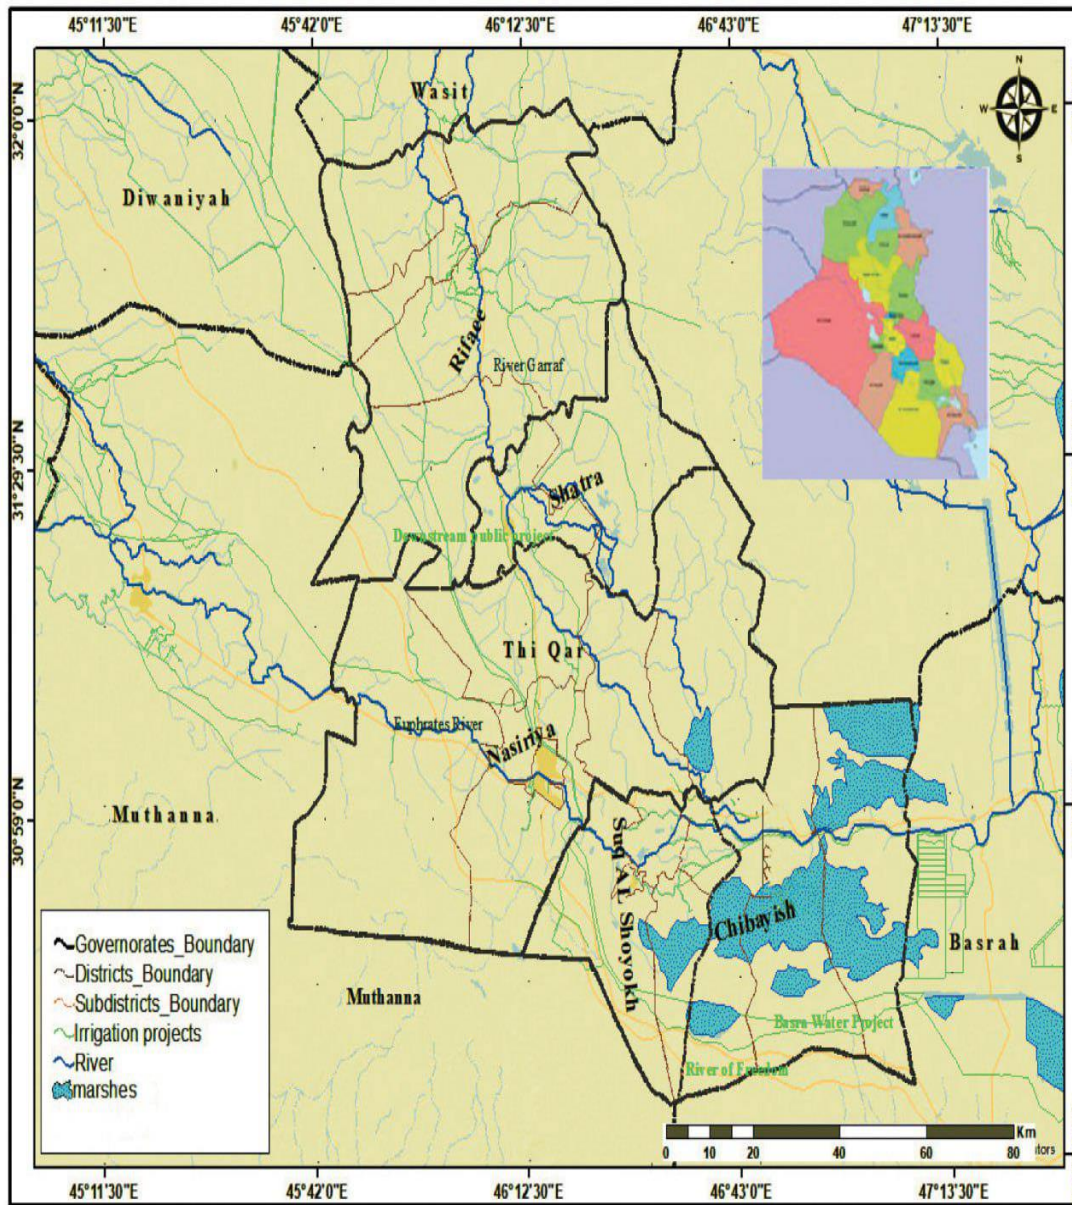 45°11'30"E 45°42'0"E 46°12'30"E 46°43'0"E 47°13'30"E
N
W E
S
32°0'0"N
31°29'30"N
30°59'0"N
Wasit
Diwaniyah
Rifaee
River Garraf
Shatra
Downstream public project
Thi Qar
Euphrates River
Nasiriya
Muthanna
Suq AL Shoyokh
Chibayish
Basrah
Muthanna
Basra Water Project
River of Freedom
Governorates_Boundary
Districts_Boundary
Subdistricts_Boundary
Irrigation projects
River
marshes
Km
0 10 20 40 60 80
tors
45°11'30"E 45°42'0"E 46°12'30"E 46°43'0"E 47°13'30"E